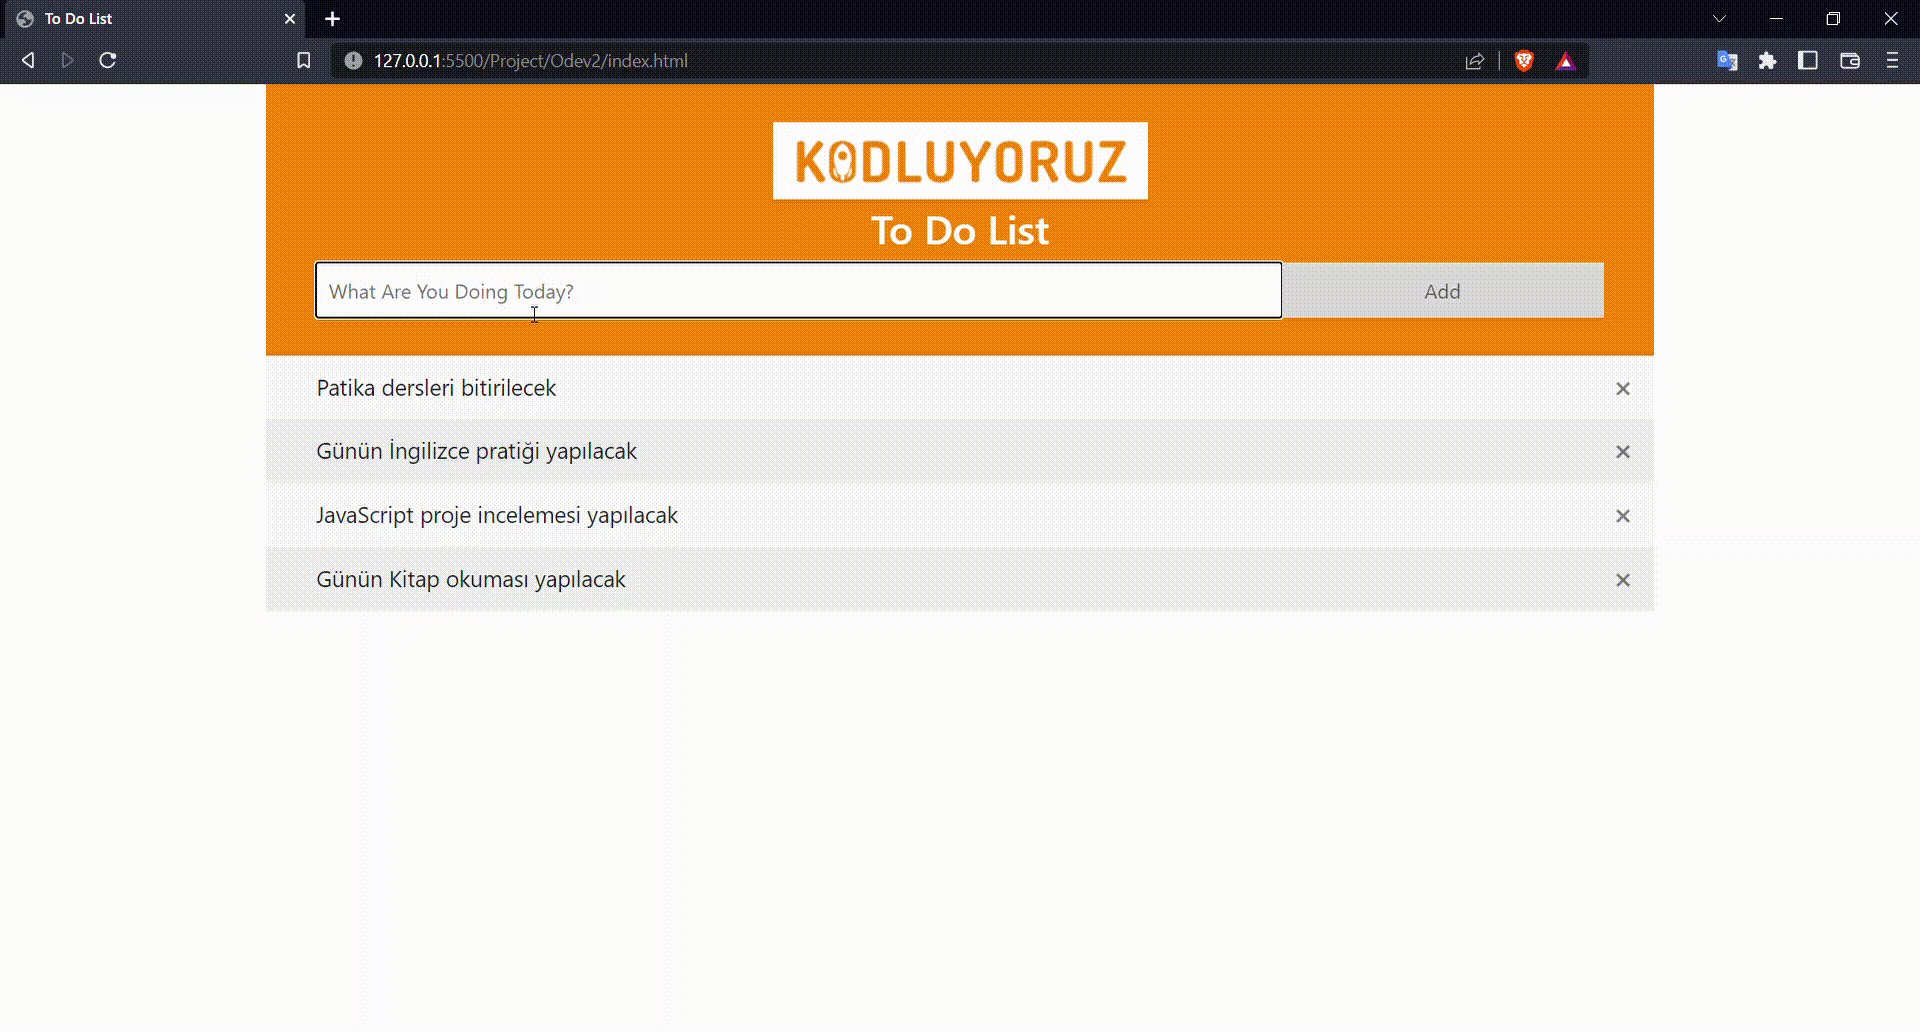 To Do List
127.0.0.1:5500/Project/Odev2/index.html
KODLUYORUZ
To Do List
What Are You Doing Today?
Add
Patika dersleri bitirilecek
Günün İngilizce pratiği yapılacak
JavaScript proje incelemesi yapılacak
Günün Kitap okuması yapılacak